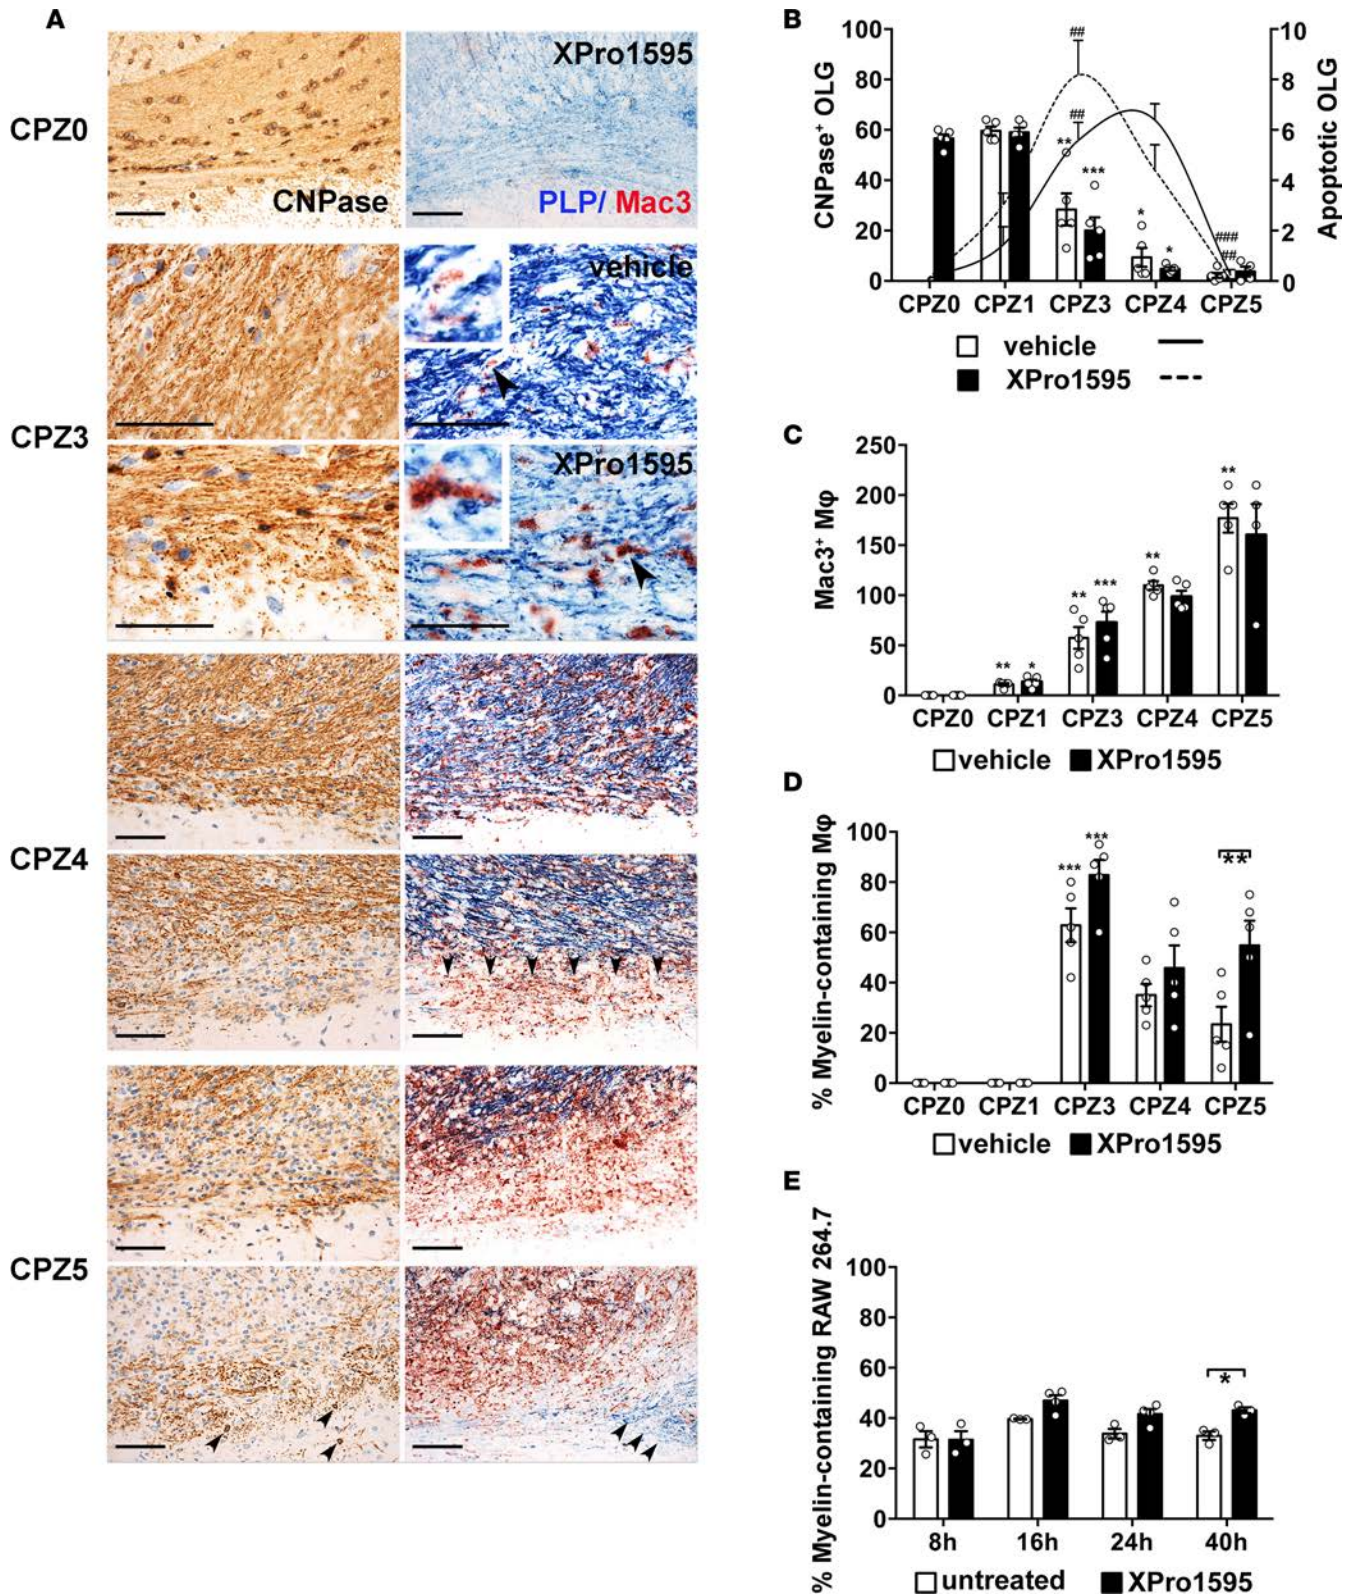 A
CPZ0
CNPase
XPro1595
PLP/ Mac3
CPZ3
vehicle
XPro1595
CPZ4
CPZ5
B
CNPase⁺ OLG
100
80
60
40
20
0
10
8
6
4
2
0
Apoptotic OLG
##
##
**
***
*
*
###
##
CPZ0 CPZ1 CPZ3 CPZ4 CPZ5
vehicle
XPro1595
C
Mac3⁺ Mφ
250
200
150
100
50
0
** *
** ***
**
**
CPZ0 CPZ1 CPZ3 CPZ4 CPZ5
vehicle XPro1595
D
% Myelin-containing Mφ
100
80
60
40
20
0
*** ***
**
CPZ0 CPZ1 CPZ3 CPZ4 CPZ5
vehicle XPro1595
E
% Myelin-containing RAW 264.7
100
80
60
40
20
0
*
8h 16h 24h 40h
untreated XPro1595